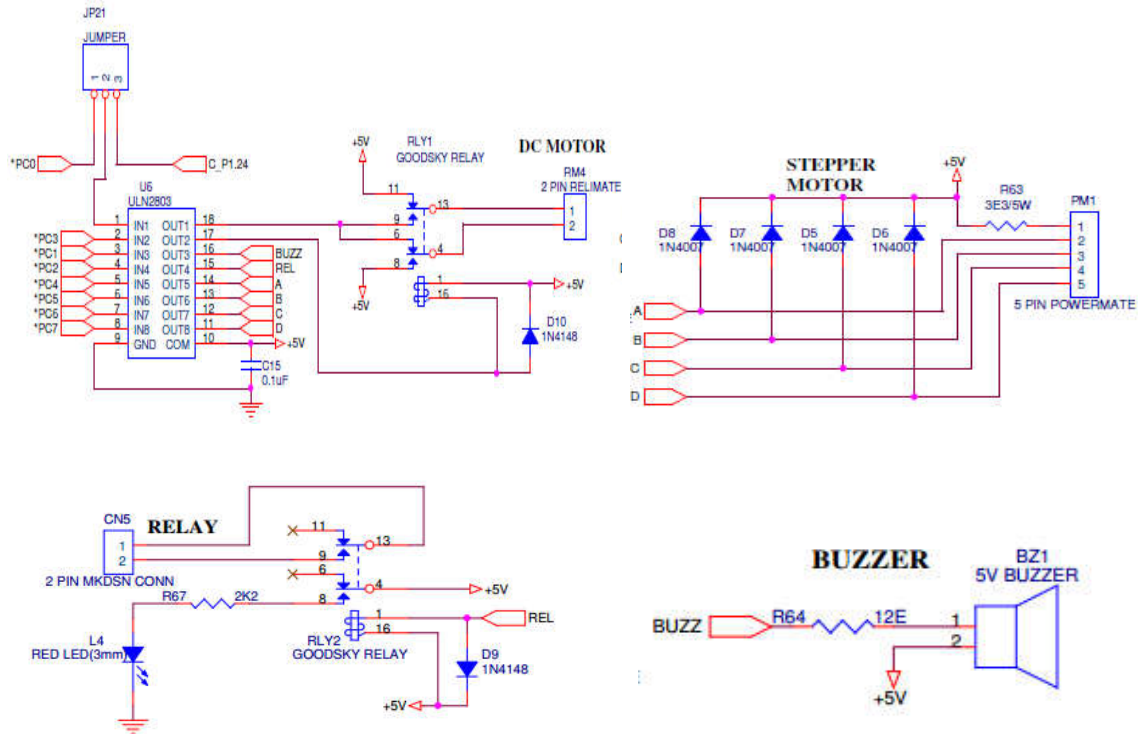 JP21
JUMPER
1 2 3
*PC0
C_P1.24
U6
ULN2803
1 IN1 OUT1 18
*PC3 2 IN2 OUT2 17
*PC1 3 IN3 OUT3 16 BUZZ
*PC2 4 IN4 OUT4 15 REL
*PC4 5 IN5 OUT5 14 A
*PC5 6 IN6 OUT6 13 B
*PC6 7 IN7 OUT7 12 C
*PC7 8 IN8 OUT8 11 D
9 GND COM 10 +5V
C15
0.1uF
+5V
RLY1
GOODSKY RELAY
11
13
9
6
4
8
+5V
1
16
+5V
D10
1N4148
DC MOTOR
RM4
2 PIN RELIMATE
1
2
STEPPER
MOTOR
+5V
R63
3E3/5W
PM1
1
2
3
4
5
5 PIN POWERMATE
D8
1N4007
D7
1N4007
D5
1N4007
D6
1N4007
A
B
C
D
CN5
RELAY
1
2
2 PIN MKDSN CONN
11
13
9
6
4
+5V
8
R67
2K2
L4
RED LED(3mm)
1
16
REL
RLY2
GOODSKY RELAY
D9
1N4148
+5V
BUZZER
BZ1
5V BUZZER
BUZZ
R64
12E
1
2
+5V